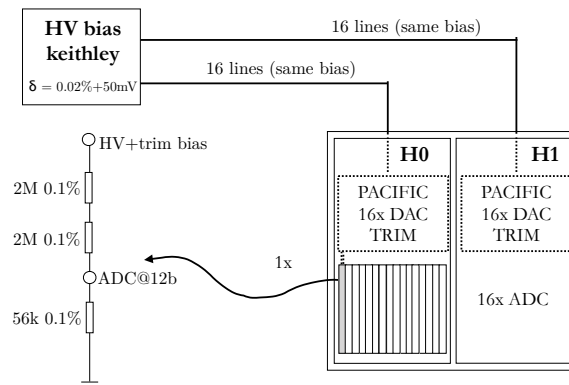 HV bias
keithley
δ = 0.02%+50mV
16 lines (same bias)
16 lines (same bias)
HV+trim bias
2M 0.1%
2M 0.1%
ADC@12b
56k 0.1%
1x
H0
PACIFIC
16x DAC
TRIM
H1
PACIFIC
16x DAC
TRIM
16x ADC